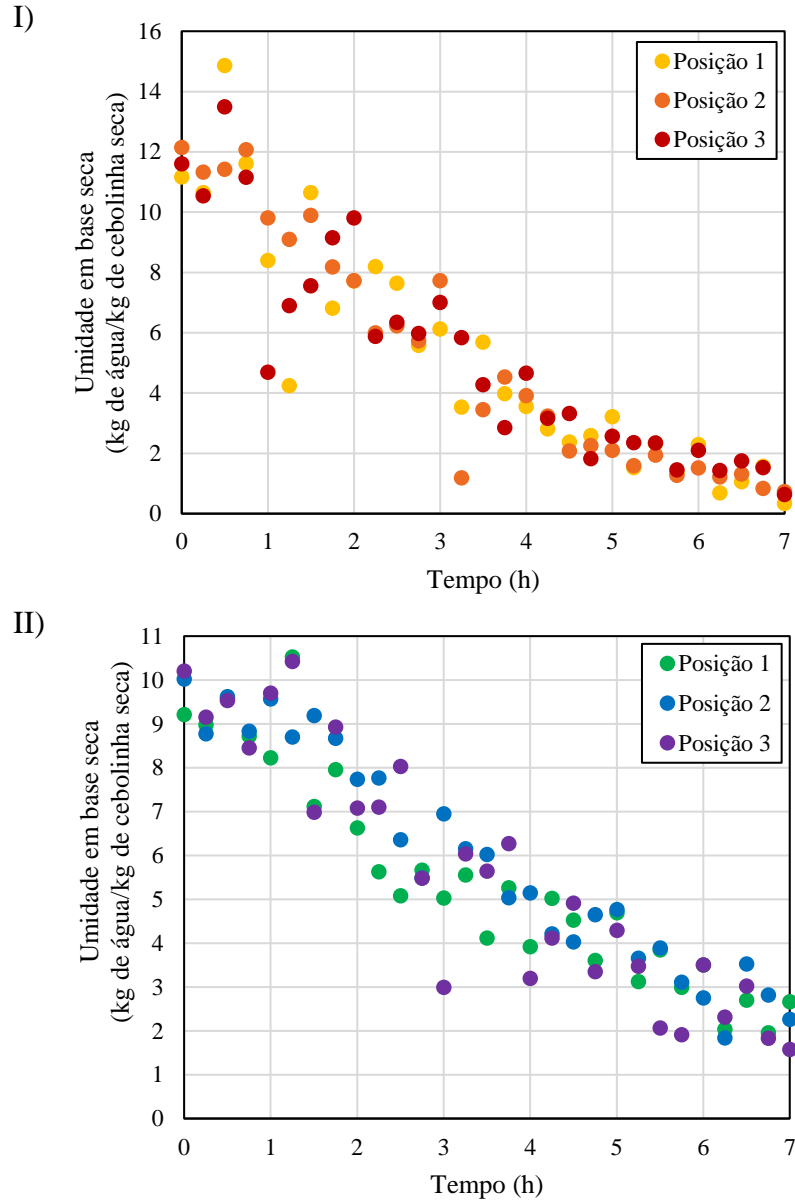 I)
16
14
12
10
8
6
4
2
0
Umidade em base seca
(kg de água/kg de cebolinha seca)
Posição 1
Posição 2
Posição 3
0 1 2 3 4 5 6 7
Tempo (h)
II)
11
10
9
8
7
6
5
4
3
2
1
0
Umidade em base seca
(kg de água/kg de cebolinha seca)
Posição 1
Posição 2
Posição 3
0 1 2 3 4 5 6 7
Tempo (h)